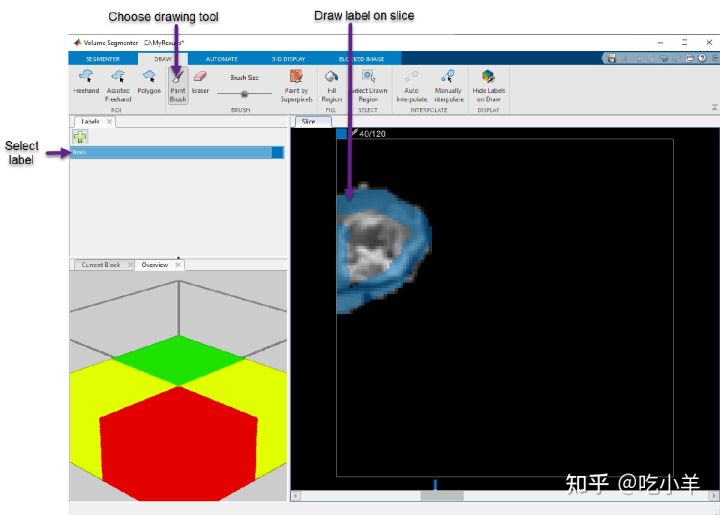 Choose drawing tool
Draw label on slice
Volume Segmenter C:\MyResults*
SEGMENTER DRAW AUTOMATE 3-D DISPLAY BLOCKED IMAGE
Freehand
Assisted Freehand
Polygon
Paint Brush
Eraser
Brush Size
Paint by Superpixels
Fill Region
Select Drawn Region
Auto Interpolate
Manually Interpolate
Hide Labels on Draw
ROI BRUSH FILL SELECT INTERPOLATE DISPLAY
Labels
Slice
40/120
Select label
Brain
Current Block Overview
知乎 @吃小羊